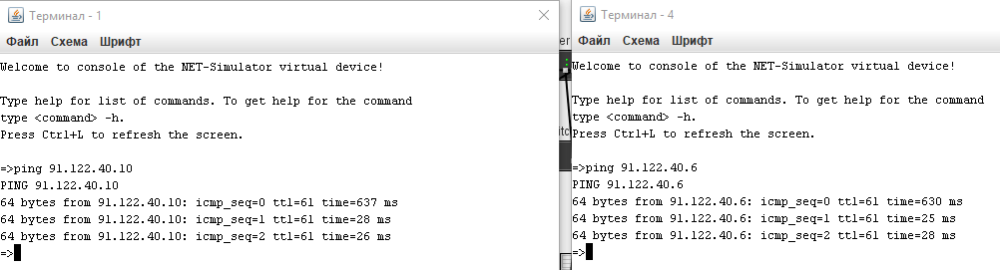 Терминал - 1
Файл Схема Шрифт
Welcome to console of the NET-Simulator virtual device!
Type help for list of commands. To get help for the command
type <command> -h.
Press Ctrl+L to refresh the screen.
=>ping 91.122.40.10
PING 91.122.40.10
64 bytes from 91.122.40.10: icmp_seq=0 ttl=61 time=637 ms
64 bytes from 91.122.40.10: icmp_seq=1 ttl=61 time=28 ms
64 bytes from 91.122.40.10: icmp_seq=2 ttl=61 time=26 ms
=>
er
itc
Терминал - 4
Файл Схема Шрифт
Welcome to console of the NET-Simulator virtual device!
Type help for list of commands. To get help for the command
type <command> -h.
Press Ctrl+L to refresh the screen.
=>ping 91.122.40.6
PING 91.122.40.6
64 bytes from 91.122.40.6: icmp_seq=0 ttl=61 time=630 ms
64 bytes from 91.122.40.6: icmp_seq=1 ttl=61 time=25 ms
64 bytes from 91.122.40.6: icmp_seq=2 ttl=61 time=28 ms
=>